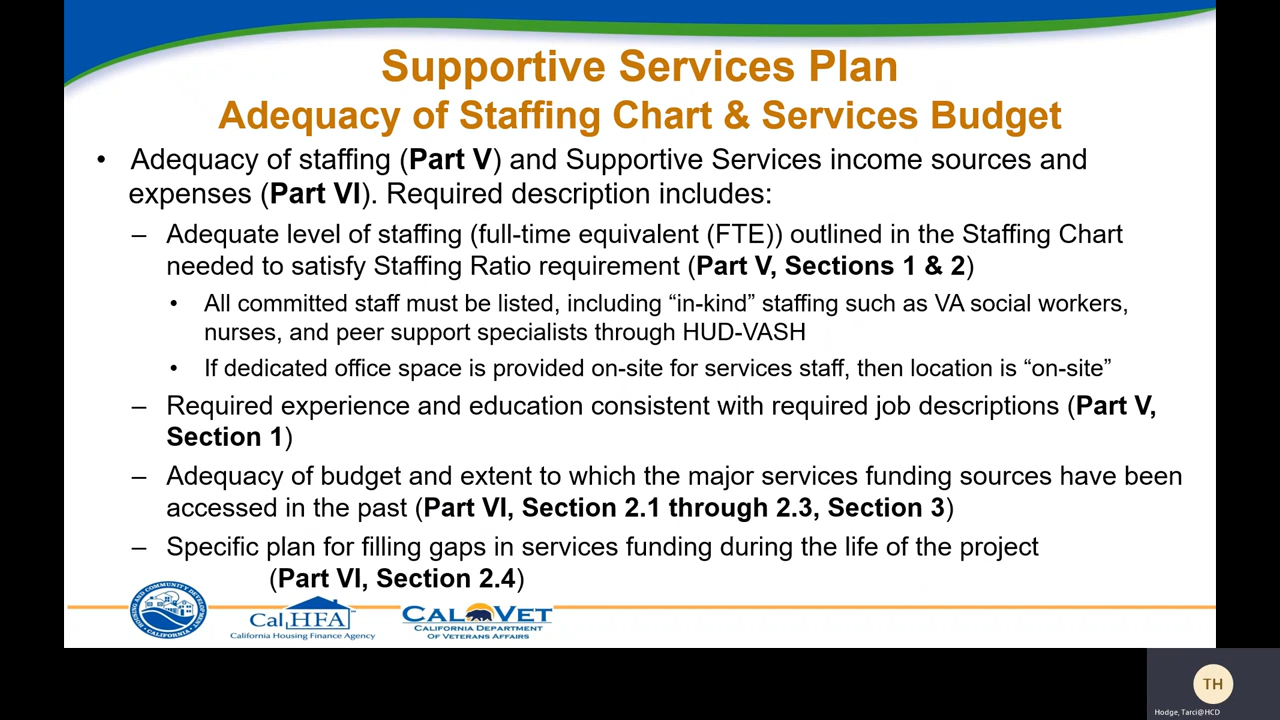 Supportive Services Plan
Adequacy of Staffing Chart & Services Budget
• Adequacy of staffing (Part V) and Supportive Services income sources and
expenses (Part VI). Required description includes:
– Adequate level of staffing (full-time equivalent (FTE)) outlined in the Staffing Chart
needed to satisfy Staffing Ratio requirement (Part V, Sections 1 & 2)
• All committed staff must be listed, including “in-kind” staffing such as VA social workers,
nurses, and peer support specialists through HUD-VASH
• If dedicated office space is provided on-site for services staff, then location is “on-site”
– Required experience and education consistent with required job descriptions (Part V,
Section 1)
– Adequacy of budget and extent to which the major services funding sources have been
accessed in the past (Part VI, Section 2.1 through 2.3, Section 3)
– Specific plan for filling gaps in services funding during the life of the project
(Part VI, Section 2.4)
HOUSING AND COMMUNITY DEVELOPMENT
CALIFORNIA
CalHFA
California Housing Finance Agency
CALVET
CALIFORNIA DEPARTMENT
OF VETERANS AFFAIRS
TH
Hodge, Tarci@HCD